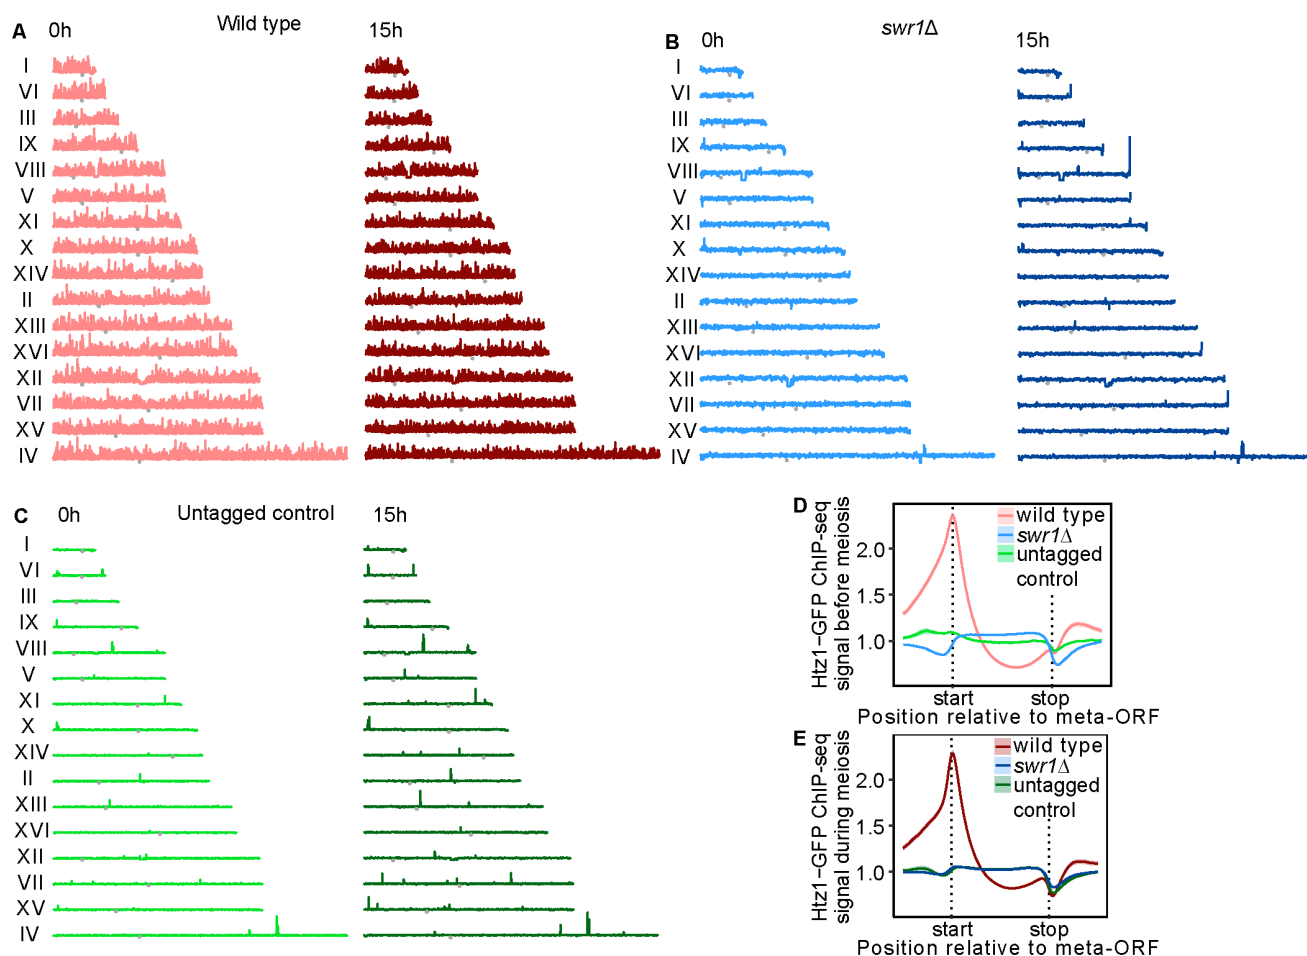 A
Wild type
0h
15h
I
VI
III
IX
VIII
V
XI
X
XIV
II
XIII
XVI
XII
VII
XV
IV
B
swr1Δ
0h
15h
I
VI
III
IX
VIII
V
XI
X
XIV
II
XIII
XVI
XII
VII
XV
IV
C
0h
Untagged control
15h
I
VI
III
IX
VIII
V
XI
X
XIV
II
XIII
XVI
XII
VII
XV
IV
D
Htz1–GFP ChIP-seq
signal before meiosis
2.0
1.5
1.0
wild type
swr1Δ
untagged
control
start
stop
Position relative to meta-ORF
E
Htz1–GFP ChIP-seq
signal during meiosis
2.0
1.5
1.0
wild type
swr1Δ
untagged
control
start
stop
Position relative to meta-ORF